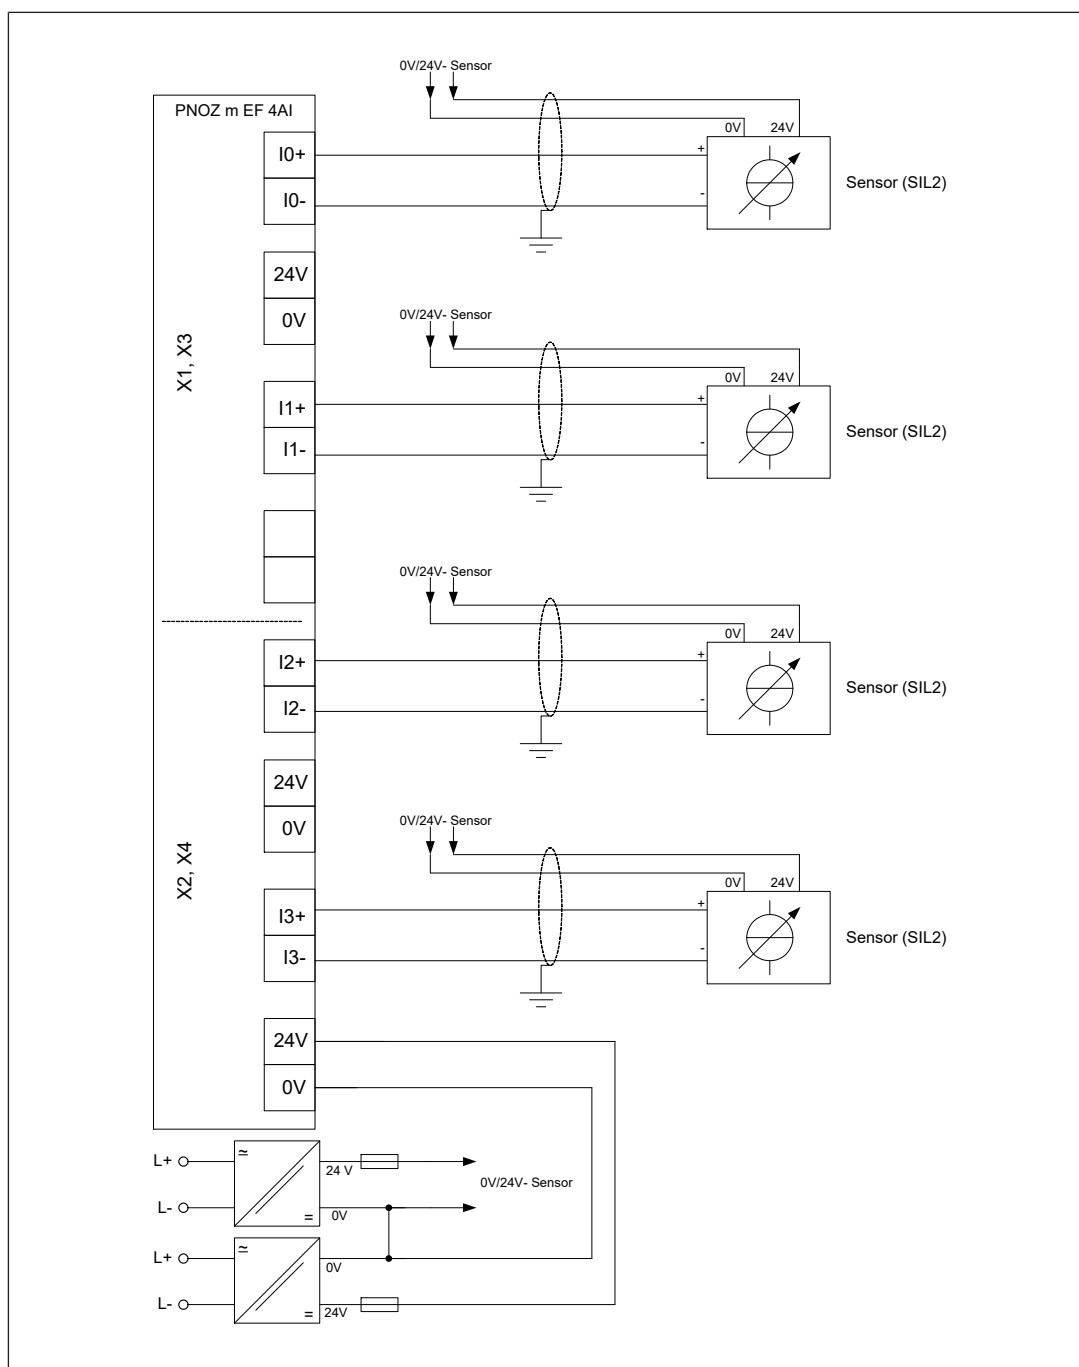 0V/24V- Sensor
PNOZ m EF 4AI
0V 24V
I0+
+
Sensor (SIL2)
I0-
-
24V
0V/24V- Sensor
0V
X1, X3
0V 24V
I1+
+
Sensor (SIL2)
I1-
-
0V/24V- Sensor
0V 24V
I2+
+
Sensor (SIL2)
I2-
-
24V
0V/24V- Sensor
0V
X2, X4
0V 24V
I3+
+
Sensor (SIL2)
I3-
-
24V
0V
≃
L+
24 V
0V/24V- Sensor
L-
=
0V
≃
L+
0V
L-
=
24V